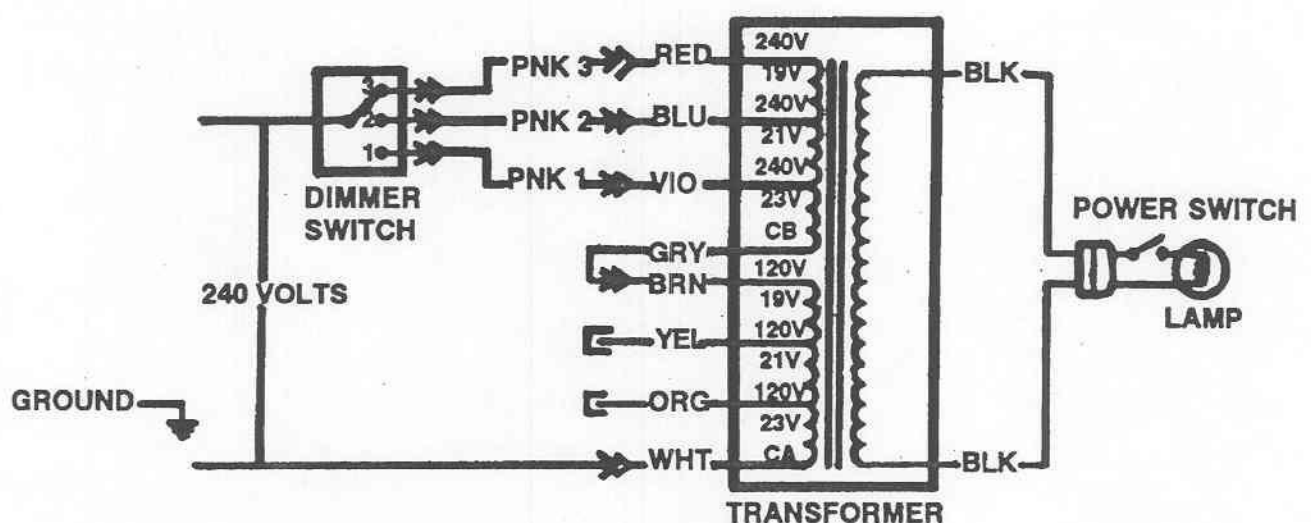 240V
PNK 3
RED
19V
BLK
3
240V
2
PNK 2
BLU
21V
1
240V
PNK 1
VIO
23V
DIMMER
SWITCH
CB
POWER SWITCH
GRY
120V
BRN
240 VOLTS
19V
LAMP
120V
YEL
21V
120V
GROUND
ORG
23V
WHT
CA
BLK
TRANSFORMER